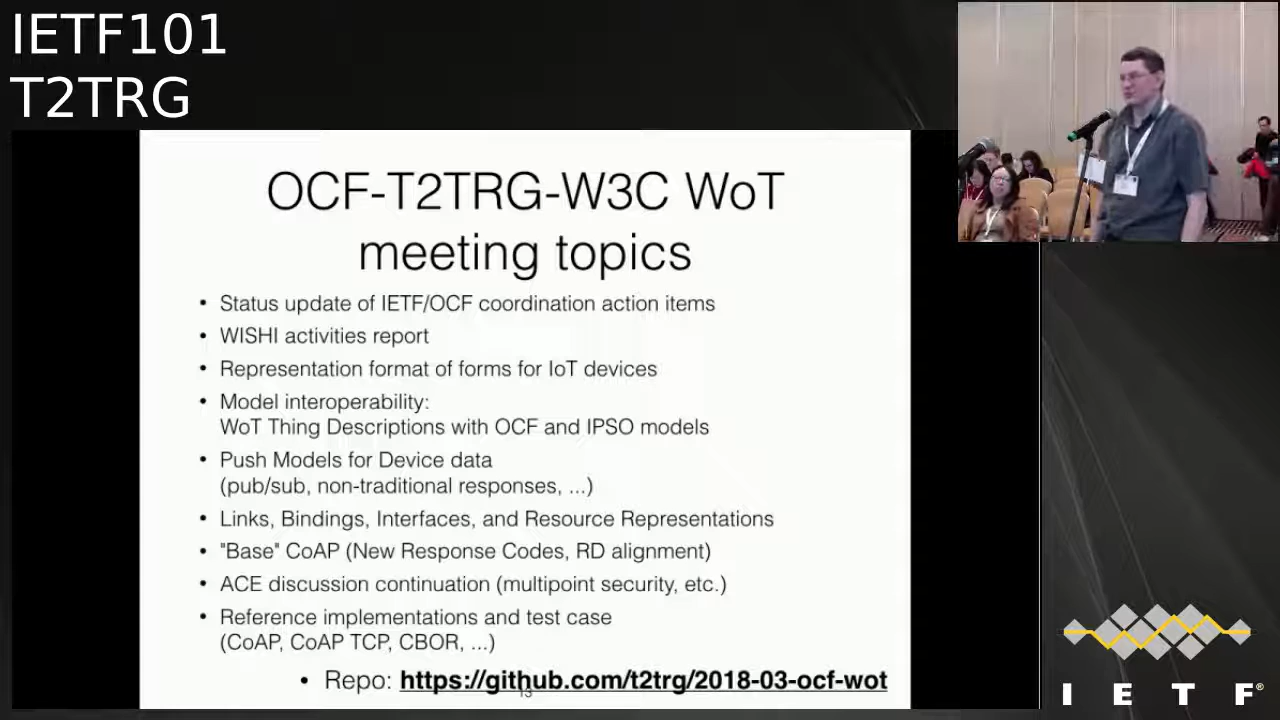 IETF101
T2TRG
OCF-T2TRG-W3C WoT
meeting topics
• Status update of IETF/OCF coordination action items
• WISHI activities report
• Representation format of forms for IoT devices
• Model interoperability:
WoT Thing Descriptions with OCF and IPSO models
• Push Models for Device data
(pub/sub, non-traditional responses, ...)
• Links, Bindings, Interfaces, and Resource Representations
• "Base" CoAP (New Response Codes, RD alignment)
• ACE discussion continuation (multipoint security, etc.)
• Reference implementations and test case
(CoAP, CoAP TCP, CBOR, ...)
• Repo: https://github.com/t2trg/2018-03-ocf-wot
13
I E T F®